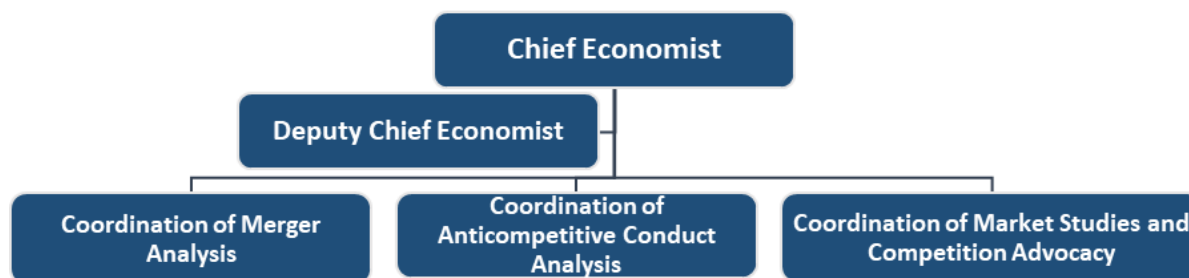 Chief Economist
Deputy Chief Economist
Coordination of Merger
Analysis
Coordination of
Anticompetitive Conduct
Analysis
Coordination of Market Studies and
Competition Advocacy